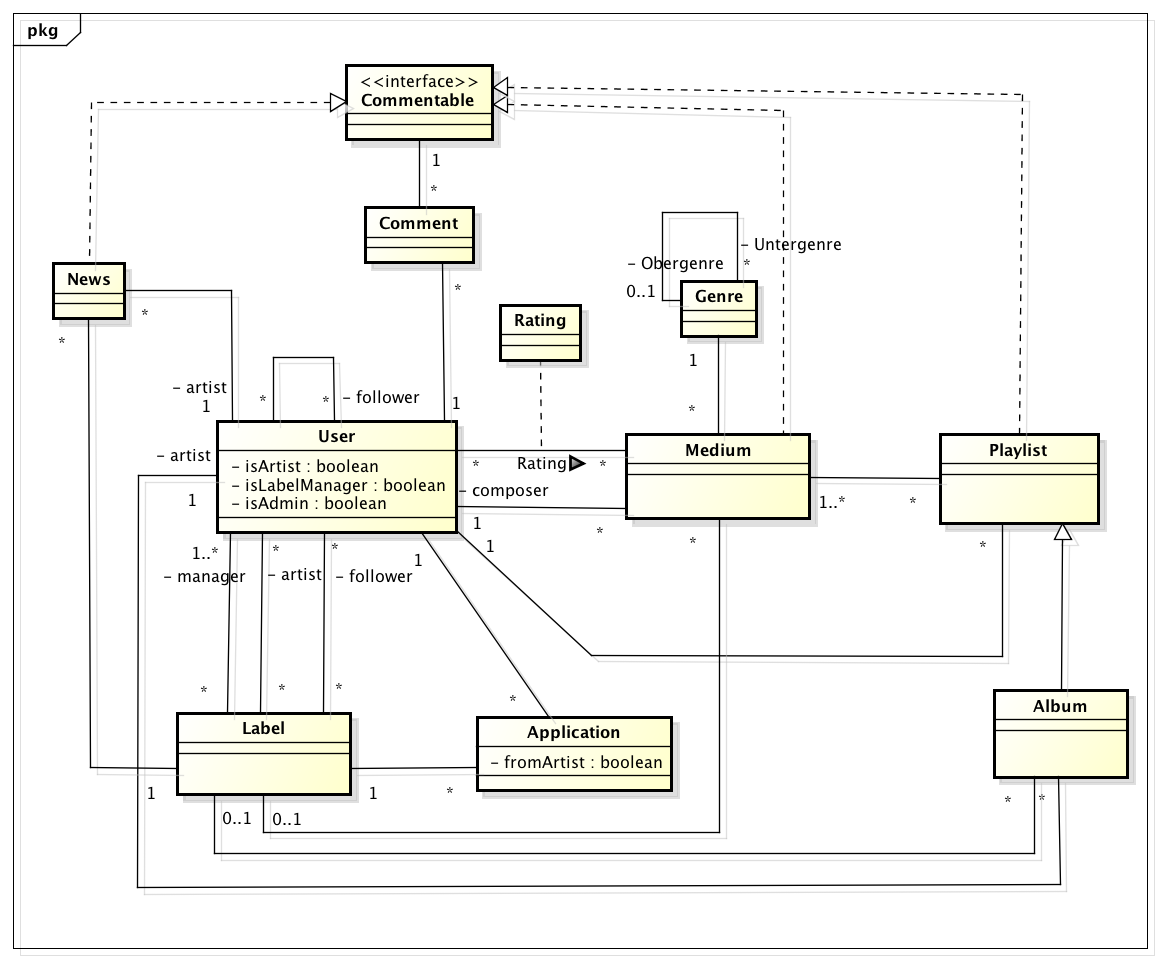 pkg
<<interface>>
Commentable
1
*
Comment
*
- Untergenre
- Obergenre
*
0..1
Genre
News
*
*
Rating
1
*
- artist
1
*
*
- follower
1
User
- isArtist : boolean
- isLabelManager : boolean
- isAdmin : boolean
- artist
1
*
Rating
*
- composer
1
*
Medium
1..*
*
Playlist
*
1
1
1..*
- manager
*
- artist
*
- follower
*
*
*
*
*
Label
Application
- fromArtist : boolean
Album
1
1
*
0..1
0..1
*
*